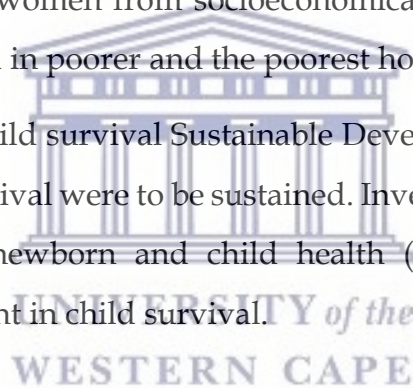 women from socioeconomica
in poorer and the poorest ho
ild survival Sustainable Deve
ival were to be sustained. Inve
newborn and child health (
nt in child survival.
UNIVERSITY of the
WESTERN CAPE